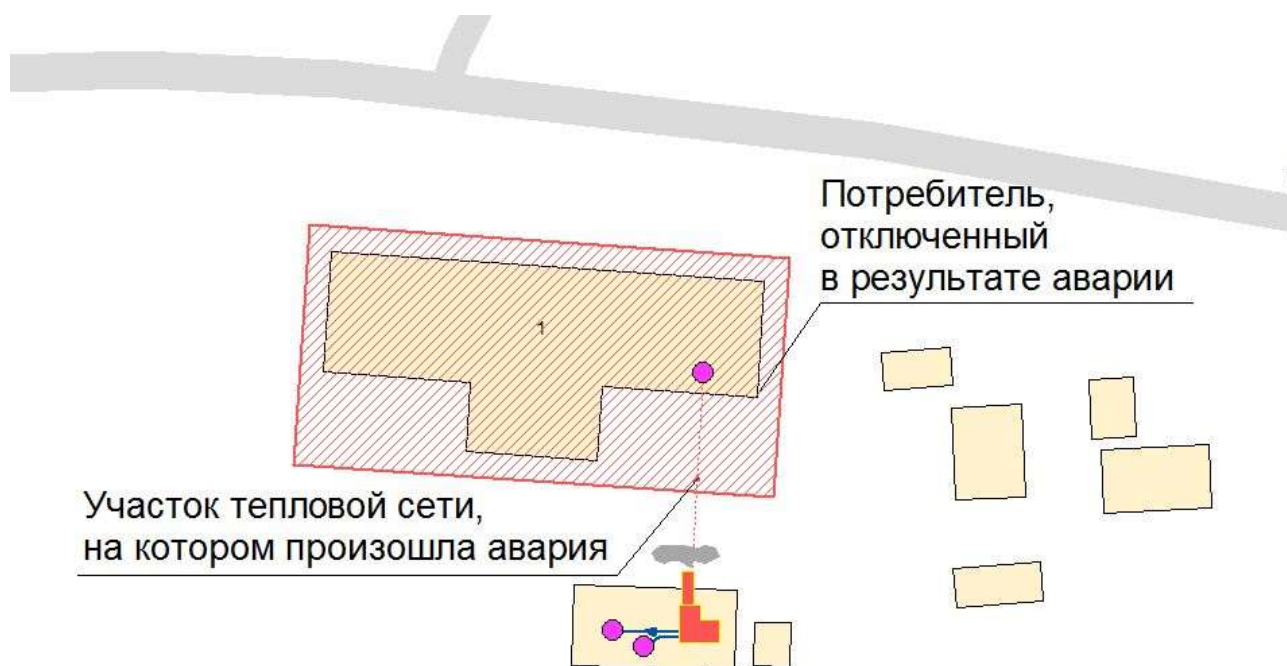 Потребитель,
отключенный
в результате аварии
1
Участок тепловой сети,
на котором произошла авария